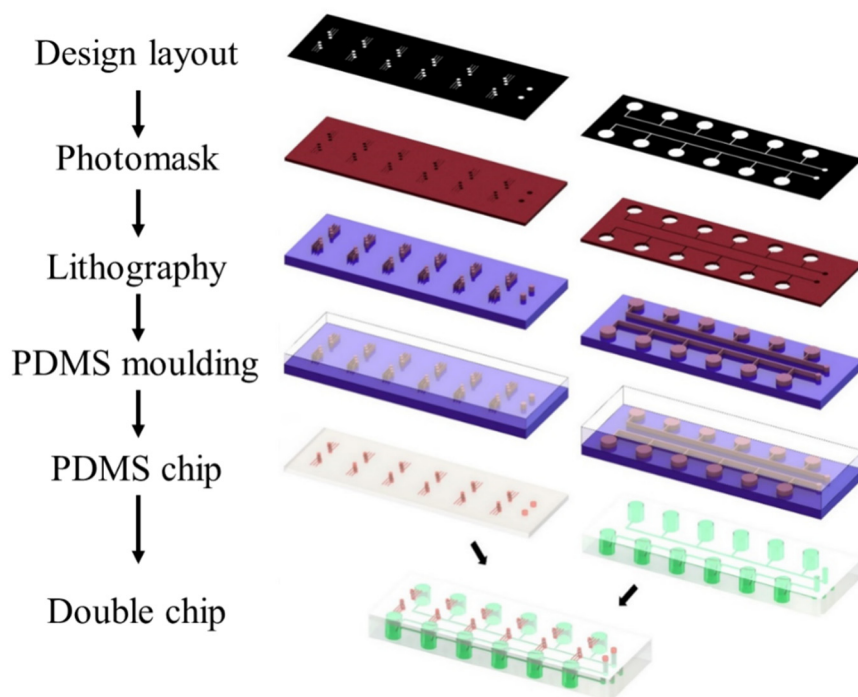 Design layout
Photomask
Lithography
PDMS moulding
PDMS chip
Double chip